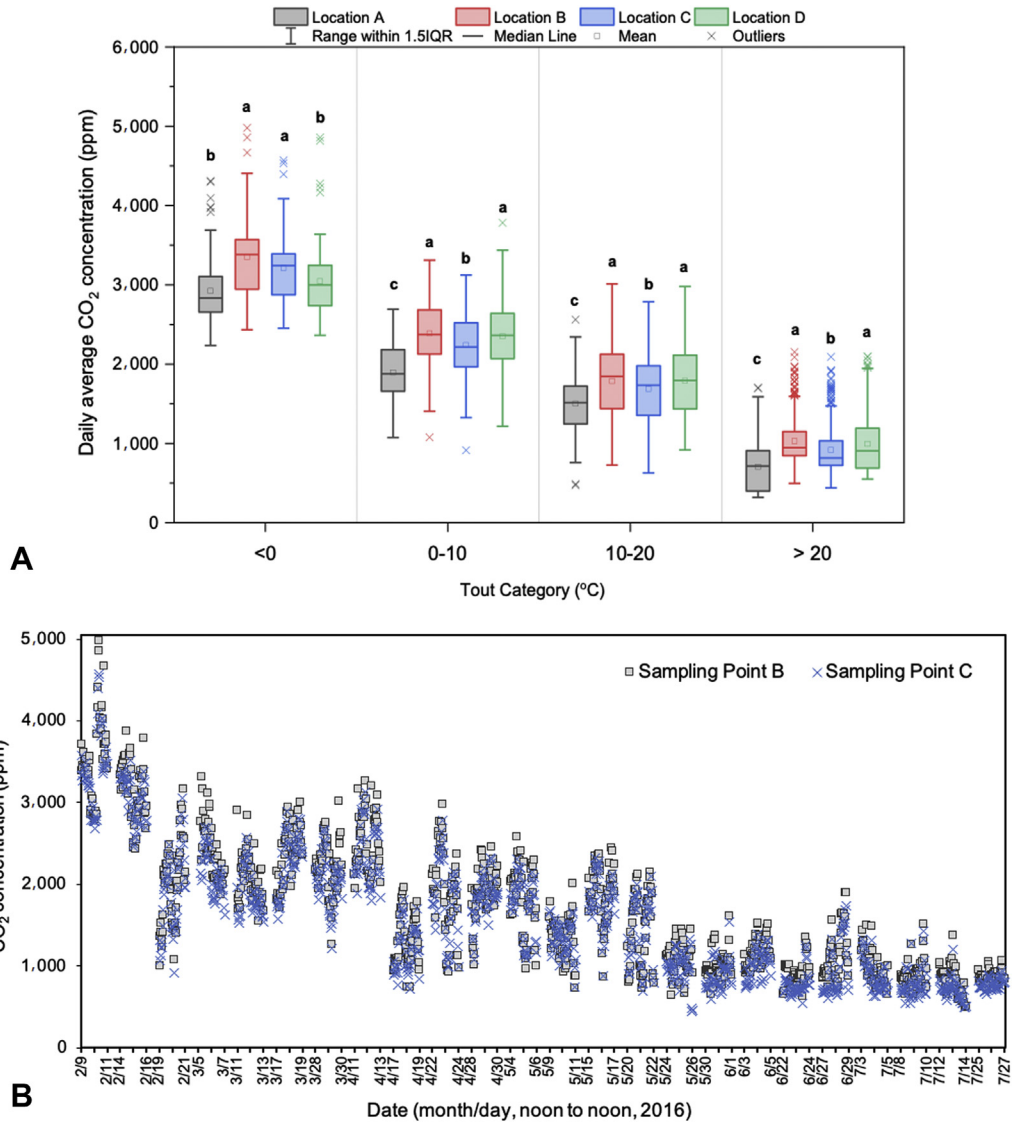 Location A Location B Location C Location D
Range within 1.5IQR Median Line Mean Outliers
6,000
5,000
4,000
3,000
2,000
1,000
0
Daily average CO2 concentration (ppm)
b a a b
c a b a
c a b a
c a b a
<0 0-10 10-20 > 20
Tout Category (ºC)
A
5,000
4,000
3,000
2,000
1,000
0
CO2 concentration (ppm)
Sampling Point B Sampling Point C
2/9 2/11 2/14 2/16 2/19 2/21 3/5 3/7 3/11 3/13 3/17 3/19 3/28 3/30 4/11 4/13 4/17 4/19 4/22 4/24 4/28 4/30 5/4 5/6 5/9 5/11 5/15 5/17 5/20 5/22 5/24 5/26 5/30 6/1 6/3 6/5 6/22 6/24 6/27 6/29 7/3 7/5 7/8 7/10 7/12 7/14 7/25 7/27
Date (month/day, noon to noon, 2016)
B